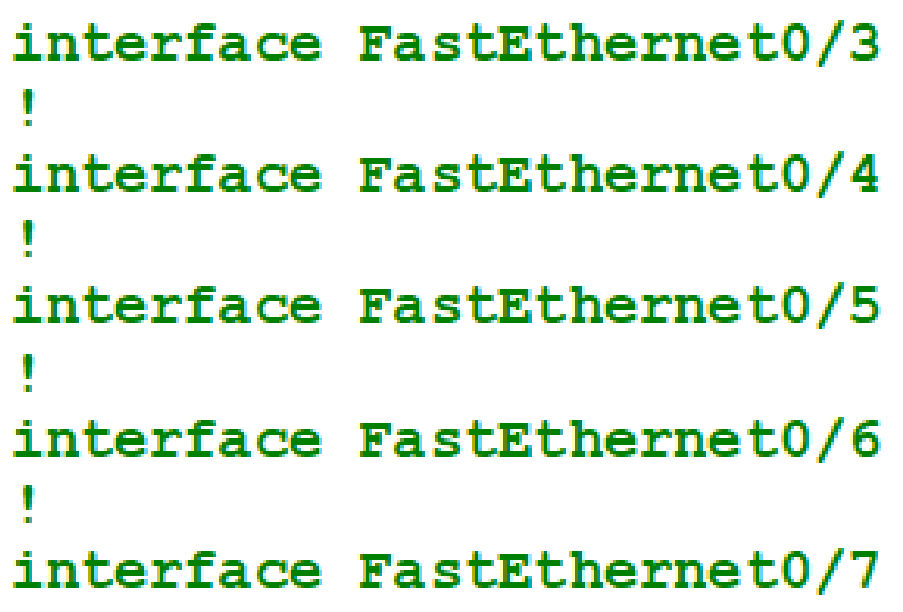 interface FastEthernet0/3
!
interface FastEthernet0/4
!
interface FastEthernet0/5
!
interface FastEthernet0/6
!
interface FastEthernet0/7